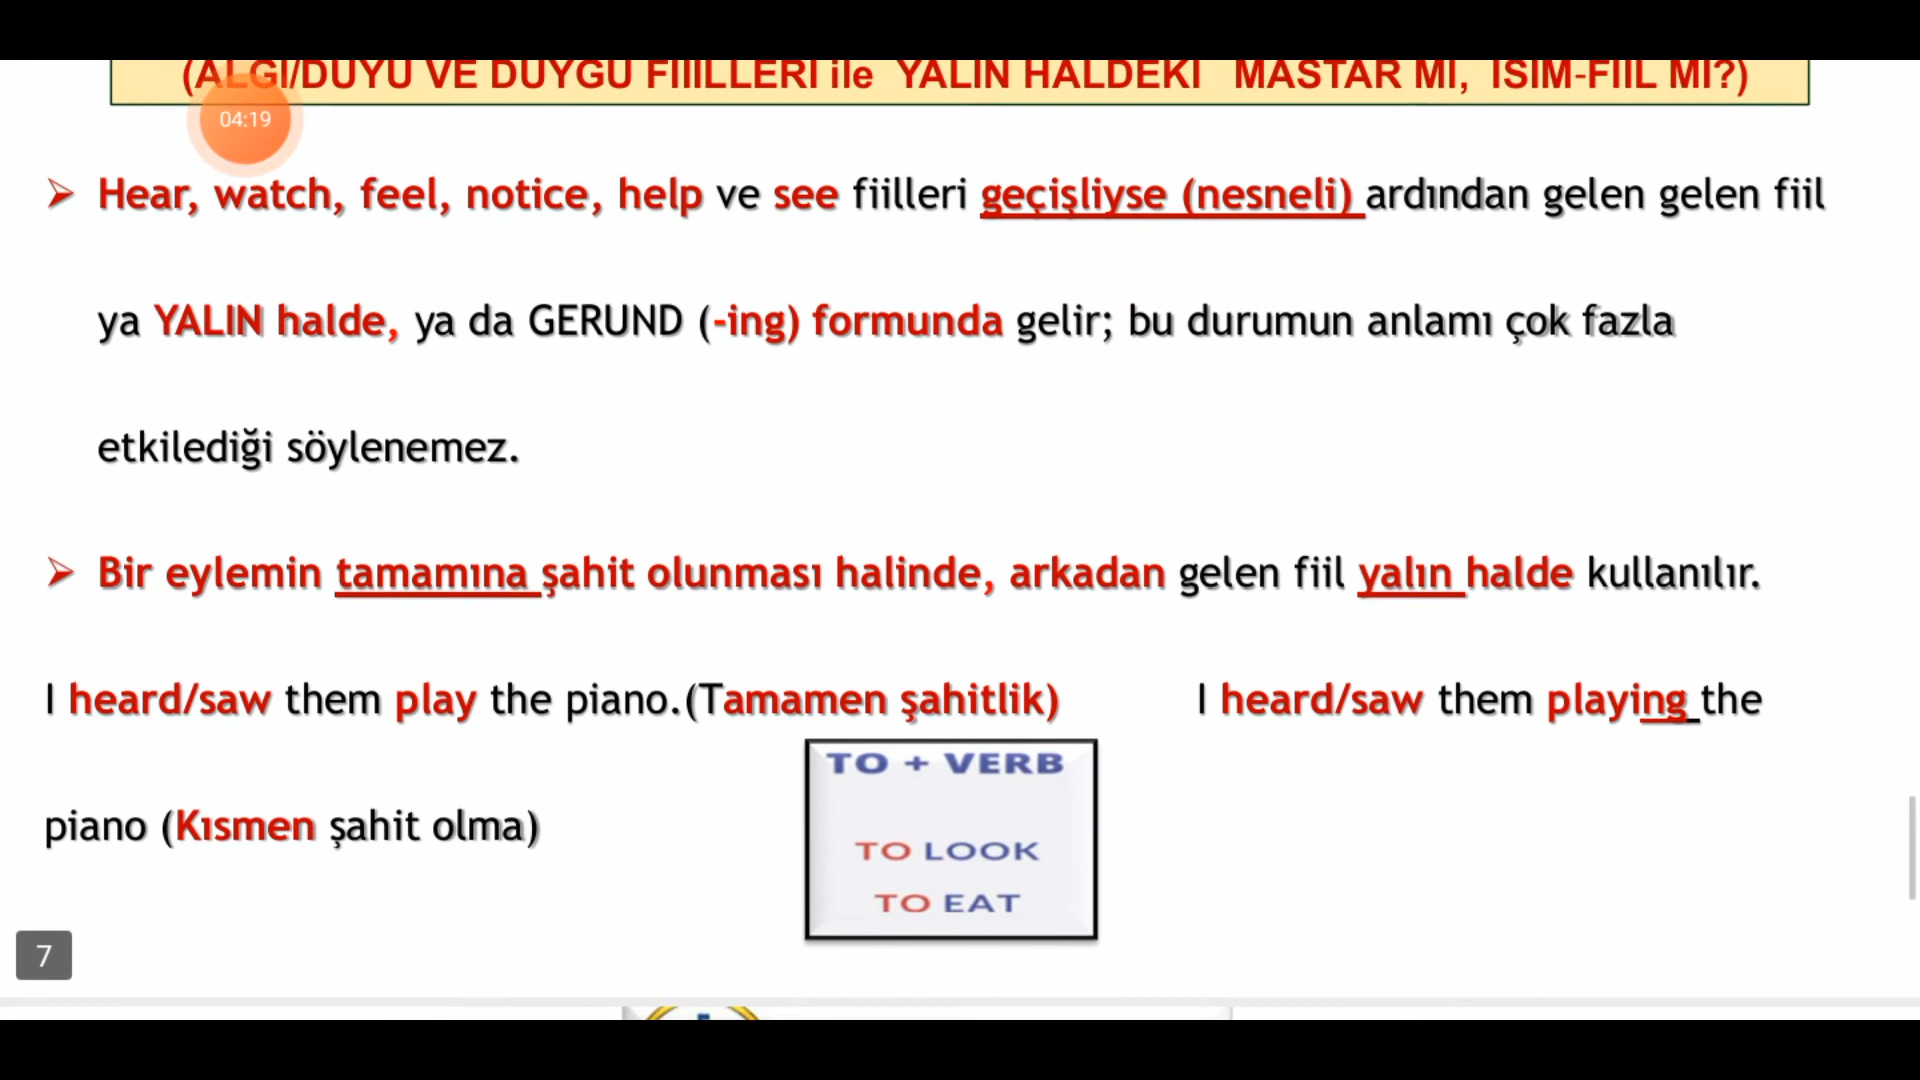 (ALGI/DUYU VE DUYGU FIIILLERI ile YALIN HALDEKI MASTAR MI, ISIM-FIIL MI?)
04:19
➢ Hear, watch, feel, notice, help ve see fiilleri geçişliyse (nesneli) ardından gelen gelen fiil
ya YALIN halde, ya da GERUND (-ing) formunda gelir; bu durumun anlamı çok fazla
etkilediği söylenemez.
➢ Bir eylemin tamamına şahit olunması halinde, arkadan gelen fiil yalın halde kullanılır.
I heard/saw them play the piano.(Tamamen şahitlik) I heard/saw them playing the
piano (Kısmen şahit olma)
TO + VERB
TO LOOK
TO EAT
7